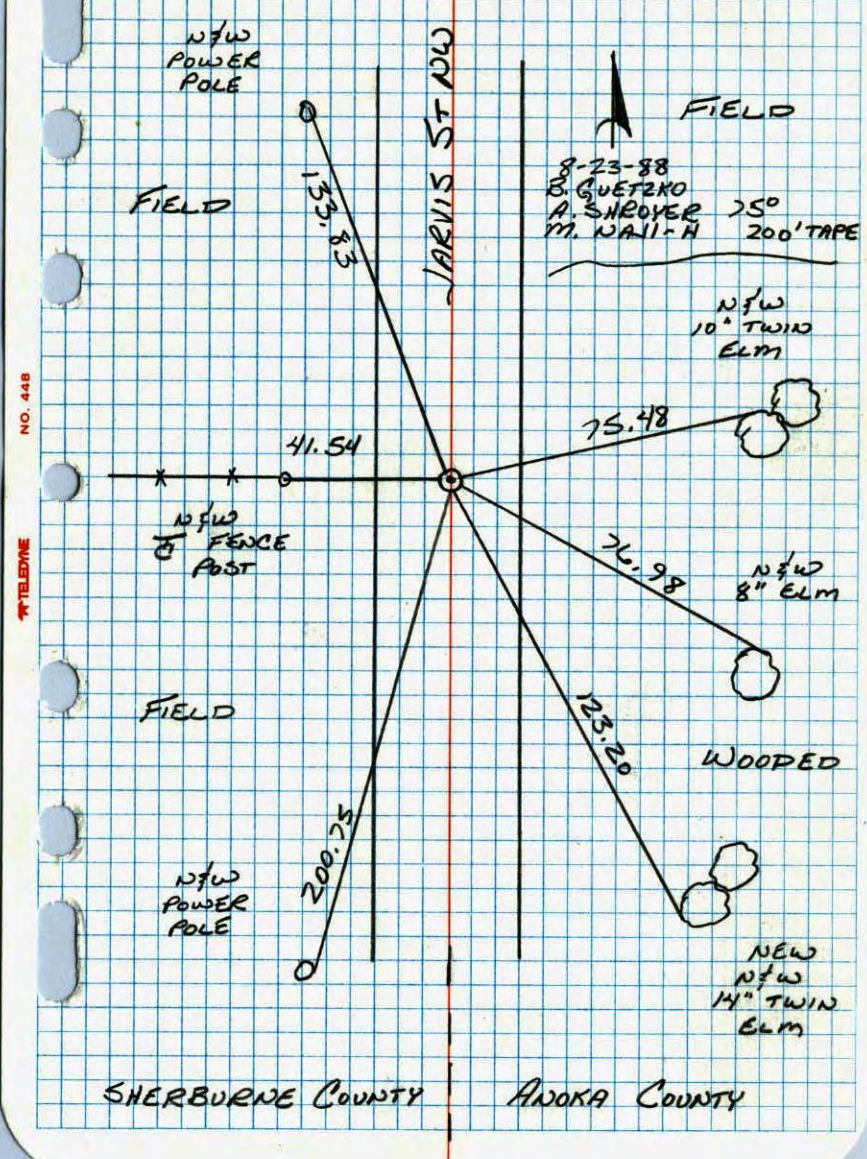 N&W
POWER
POLE
JARVIS ST NW
FIELD
8-23-88
B. GUETZKO
A. SHROYER 75°
200' TAPE
FIELD
133.83
N&W
10" TWIN
ELM
NO. 448
75.48
41.54
N&W
FENCE
POST
TELEDYNE
76.98
N&W
8" ELM
FIELD
123.20
WOODED
200.75
N&W
POWER
POLE
NEW
N&W
14" TWIN
ELM
SHERBURNE COUNTY
ANOKA COUNTY